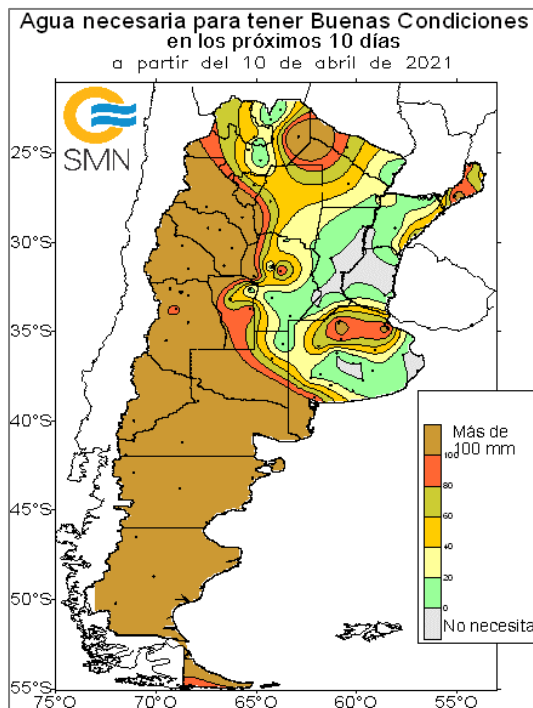 Agua necesaria para tener Buenas Condiciones
en los próximos 10 días
a partir del 10 de abril de 2021
SMN
25°S
30°S
35°S
40°S
45°S
50°S
55°S
75°O
70°O
65°O
60°O
55°O
Más de
100 mm
100
80
60
40
20
0
No necesita